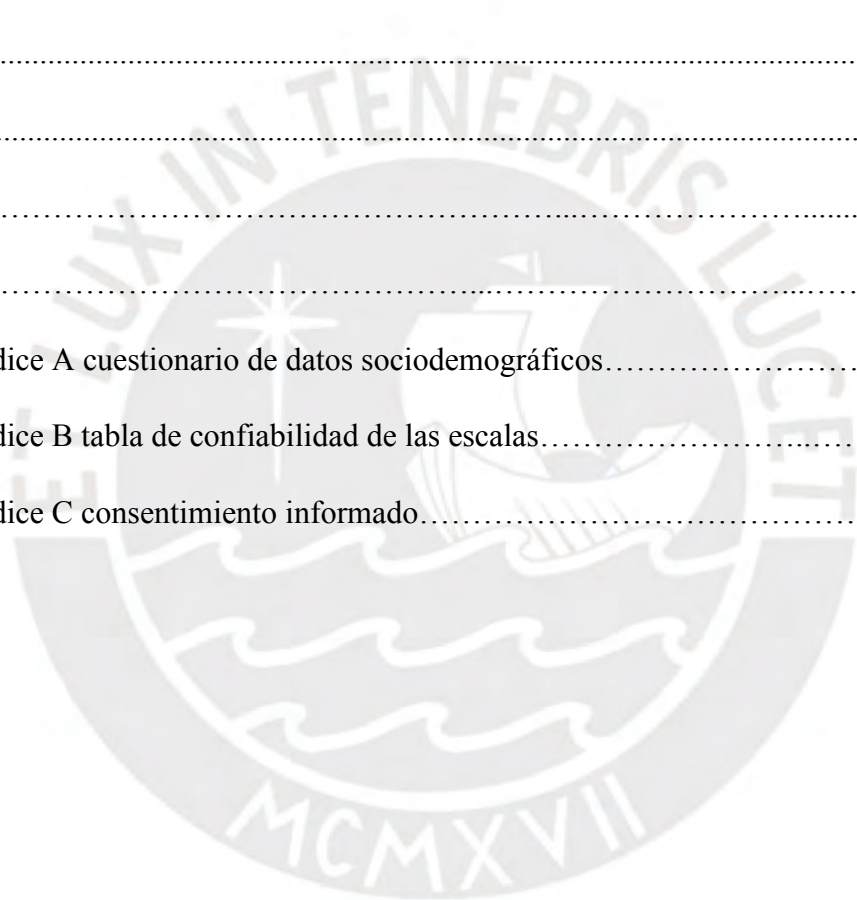 ET LUX IN TENEBRIS LUCET
dice A cuestionario de datos sociodemográficos……………………
dice B tabla de confiabilidad de las escalas……………………..……
dice C consentimiento informado……………………………………
MCMXVII